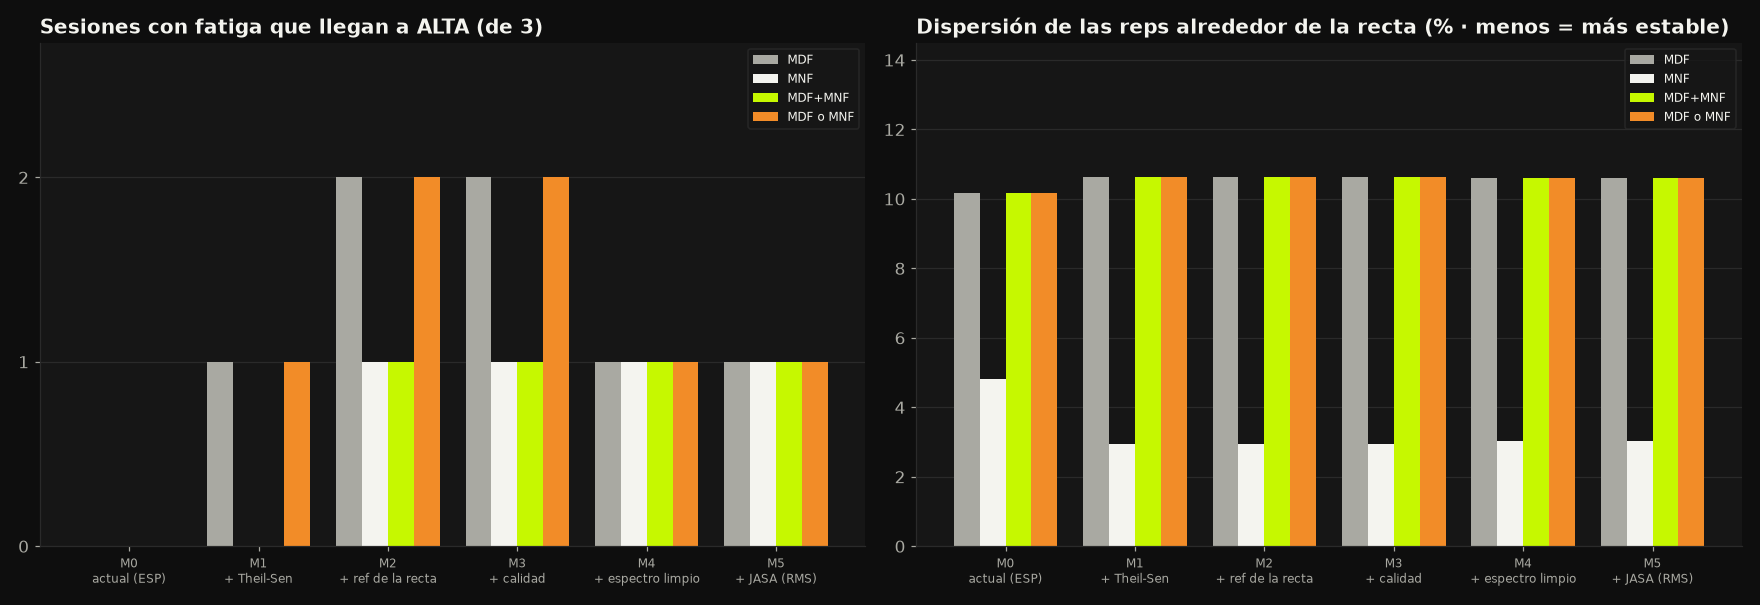 Sesiones con fatiga que llegan a ALTA (de 3)
MDF
MNF
MDF+MNF
MDF o MNF
2
1
0
M0
actual (ESP)
M1
+ Theil-Sen
M2
+ ref de la recta
M3
+ calidad
M4
+ espectro limpio
M5
+ JASA (RMS)
Dispersión de las reps alrededor de la recta (% · menos = más estable)
MDF
MNF
MDF+MNF
MDF o MNF
14
12
10
8
6
4
2
0
M0
actual (ESP)
M1
+ Theil-Sen
M2
+ ref de la recta
M3
+ calidad
M4
+ espectro limpio
M5
+ JASA (RMS)